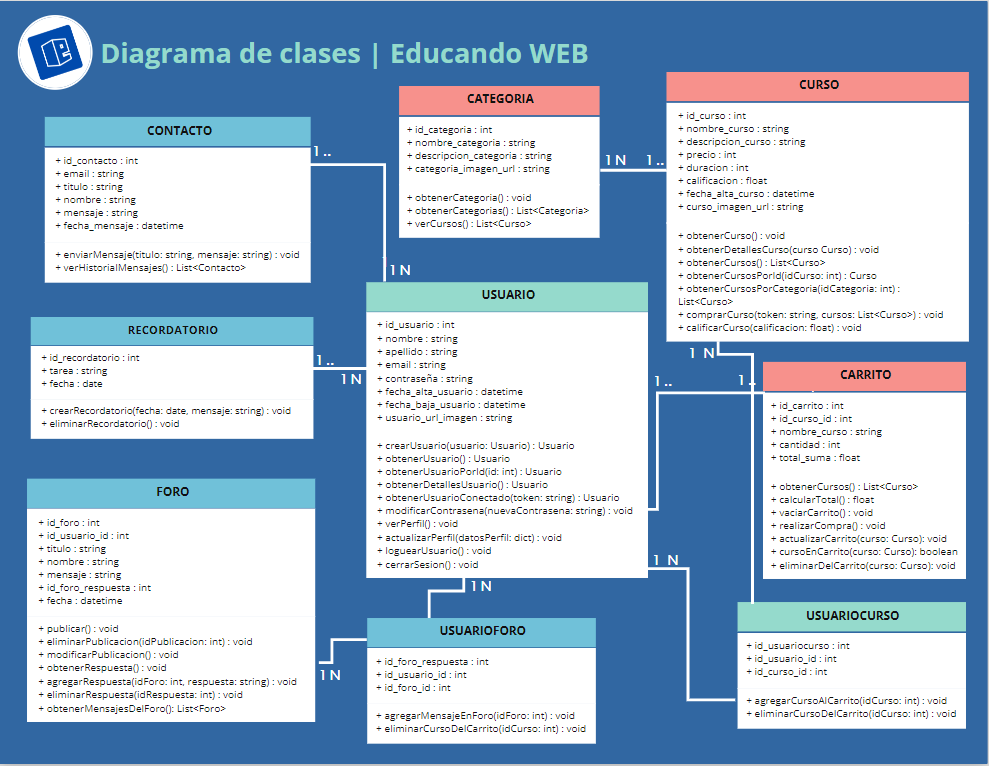 Diagrama de clases | Educando WEB
CONTACTO
+ id_contacto : int
+ email : string
+ titulo : string
+ nombre : string
+ mensaje : string
+ fecha_mensaje : datetime
+ enviarMensaje(titulo: string, mensaje: string) : void
+ verHistorialMensajes() : List<Contacto>
1..
1 N
CATEGORIA
+ id_categoria : int
+ nombre_categoria : string
+ descripcion_categoria : string
+ categoria_imagen_url : string
+ obtenerCategoria() : void
+ obtenerCategorias() : List<Categoria>
+ verCursos() : List<Curso>
1 N
1..
CURSO
+ id_curso : int
+ nombre_curso : string
+ descripcion_curso : string
+ precio : int
+ duracion : int
+ calificacion : float
+ fecha_alta_curso : datetime
+ curso_imagen_url : string
+ obtenerCurso() : void
+ obtenerDetallesCurso(curso Curso) : void
+ obtenerCursos() : List<Curso>
+ obtenerCursosPorId(idCurso: int) : Curso
+ obtenerCursosPorCategoria(idCategoria: int) :
List<Curso>
+ comprarCurso(token: string, cursos: List<Curso>) : void
+ calificarCurso(calificacion: float) : void
1 N
RECORDATORIO
+ id_recordatorio : int
+ tarea : string
+ fecha : date
+ crearRecordatorio(fecha: date, mensaje: string) : void
+ eliminarRecordatorio() : void
1..
1 N
USUARIO
+ id_usuario : int
+ nombre : string
+ apellido : string
+ email : string
+ contraseña : string
+ fecha_alta_usuario : datetime
+ fecha_baja_usuario : datetime
+ usuario_url_imagen : string
+ crearUsuario(usuario: Usuario) : Usuario
+ obtenerUsuario() : Usuario
+ obtenerUsuarioPorId(id: int) : Usuario
+ obtenerDetallesUsuario() : Usuario
+ obtenerUsuarioConectado(token: string) : Usuario
+ modificarContrasena(nuevaContrasena: string) : void
+ verPerfil() : void
+ actualizarPerfil(datosPerfil: dict) : void
+ loguearUsuario() : void
+ cerrarSesion() : void
1..
1..
1 N
1 N
CARRITO
+ id_carrito : int
+ id_curso_id : int
+ nombre_curso : string
+ cantidad : int
+ total_suma : float
+ obtenerCursos() : List<Curso>
+ calcularTotal() : float
+ vaciarCarrito() : void
+ realizarCompra() : void
+ actualizarCarrito(curso: Curso): void
+ cursoEnCarrito(curso: Curso): boolean
+ eliminarDelCarrito(curso: Curso): void
FORO
+ id_foro : int
+ id_usuario_id : int
+ titulo : string
+ nombre : string
+ mensaje : string
+ id_foro_respuesta : int
+ fecha : datetime
+ publicar() : void
+ eliminarPublicacion(idPublicacion: int) : void
+ modificarPublicacion() : void
+ obtenerRespuesta() : void
+ agregarRespuesta(idForo: int, respuesta: string) : void
+ eliminarRespuesta(idRespuesta: int) : void
+ obtenerMensajesDelForo(): List<Foro>
1 N
USUARIOFORO
+ id_foro_respuesta : int
+ id_usuario_id : int
+ id_foro_id : int
+ agregarMensajeEnForo(idForo: int) : void
+ eliminarCursoDelCarrito(idCurso: int) : void
USUARIOCURSO
+ id_usuariocurso : int
+ id_usuario_id : int
+ id_curso_id : int
+ agregarCursoAlCarrito(idCurso: int) : void
+ eliminarCursoDelCarrito(idCurso: int) : void